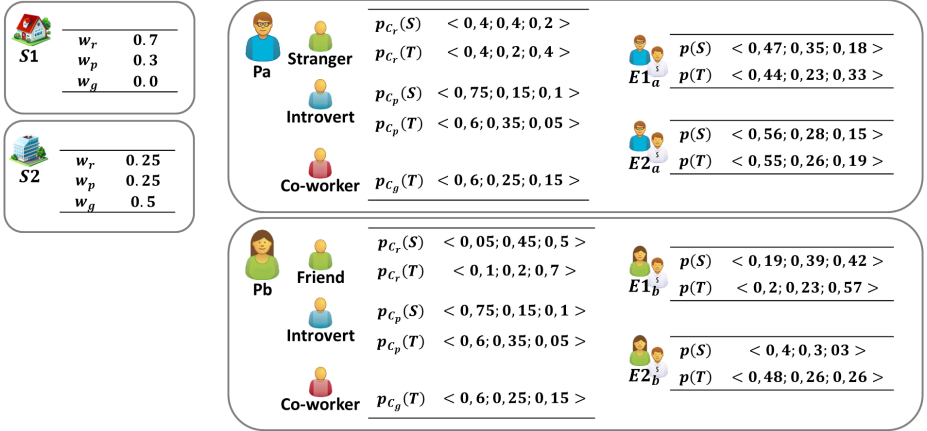 S1
w_r 0.7
w_p 0.3
w_g 0.0
S2
w_r 0.25
w_p 0.25
w_g 0.5
Pa
Stranger
p_{C_r}(S) < 0,4; 0,4; 0,2 >
p_{C_r}(T) < 0,4; 0,2; 0,4 >
Introvert
p_{C_p}(S) < 0,75; 0,15; 0,1 >
p_{C_p}(T) < 0,6; 0,35; 0,05 >
Co-worker
p_{C_g}(T) < 0,6; 0,25; 0,15 >
E1_a
S
p(S) < 0,47; 0,35; 0,18 >
p(T) < 0,44; 0,23; 0,33 >
E2_a
S
p(S) < 0,56; 0,28; 0,15 >
p(T) < 0,55; 0,26; 0,19 >
Pb
Friend
p_{C_r}(S) < 0,05; 0,45; 0,5 >
p_{C_r}(T) < 0,1; 0,2; 0,7 >
Introvert
p_{C_p}(S) < 0,75; 0,15; 0,1 >
p_{C_p}(T) < 0,6; 0,35; 0,05 >
Co-worker
p_{C_g}(T) < 0,6; 0,25; 0,15 >
E1_b
S
p(S) < 0,19; 0,39; 0,42 >
p(T) < 0,2; 0,23; 0,57 >
E2_b
S
p(S) < 0,4; 0,3; 03 >
p(T) < 0,48; 0,26; 0,26 >